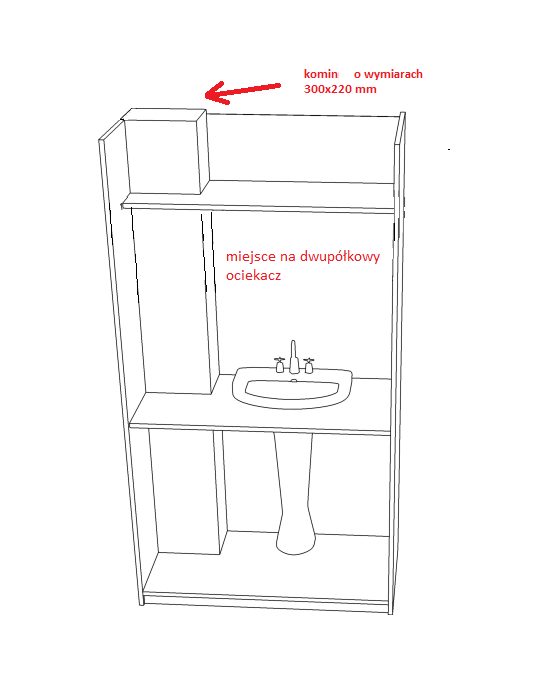 komin o wymiarach
300x220 mm
miejsce na dwupółkowy
ociekacz